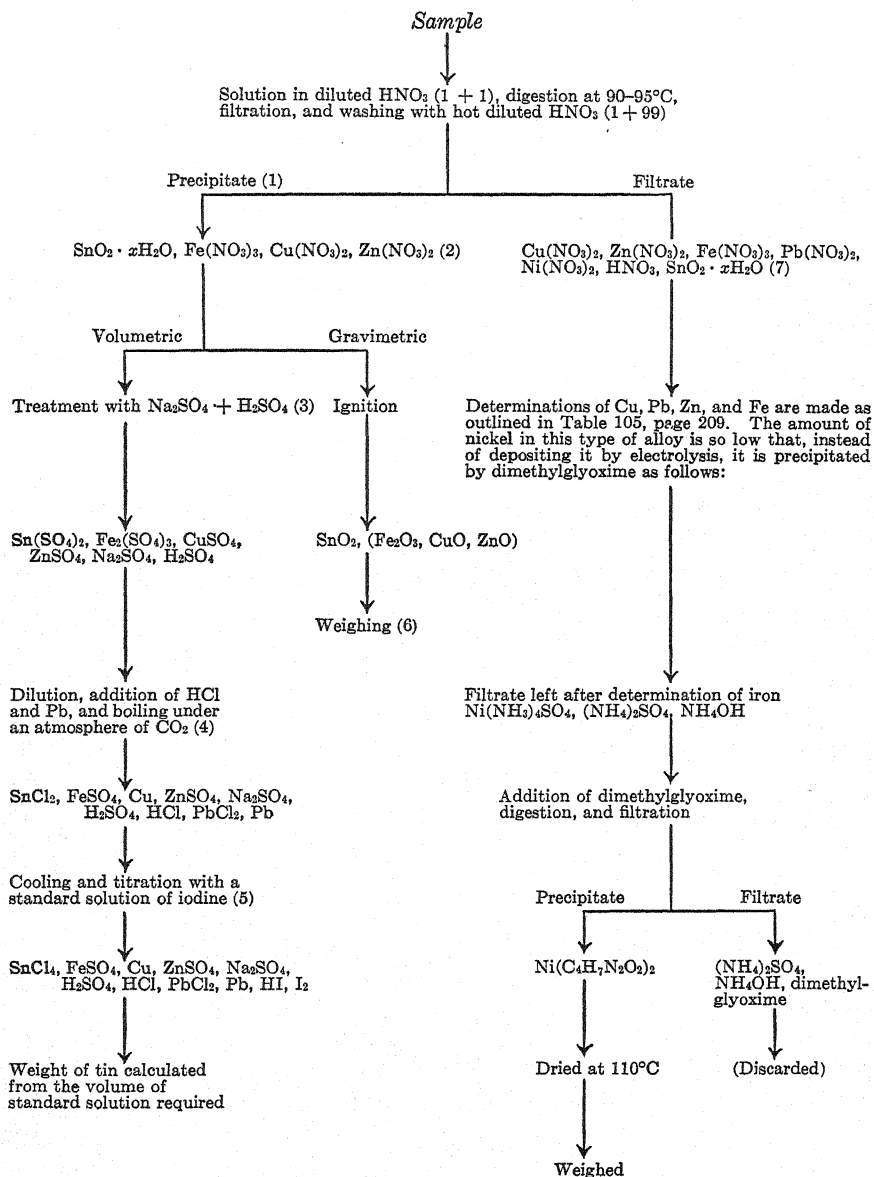 Sample
Solution in diluted HNO₃ (1 + 1), digestion at 90–95°C,
filtration, and washing with hot diluted HNO₃ (1 + 99)
Precipitate (1)
Filtrate
SnO₂ · xH₂O, Fe(NO₃)₃, Cu(NO₃)₂, Zn(NO₃)₂ (2)
Cu(NO₃)₂, Zn(NO₃)₂, Fe(NO₃)₃, Pb(NO₃)₂,
Ni(NO₃)₂, HNO₃, SnO₂ · xH₂O (7)
Volumetric
Gravimetric
Treatment with Na₂SO₄ + H₂SO₄ (3)
Ignition
Determinations of Cu, Pb, Zn, and Fe are made as
outlined in Table 105, page 209. The amount of
nickel in this type of alloy is so low that, instead
of depositing it by electrolysis, it is precipitated
by dimethylglyoxime as follows:
Sn(SO₄)₂, Fe₂(SO₄)₃, CuSO₄,
ZnSO₄, Na₂SO₄, H₂SO₄
SnO₂, (Fe₂O₃, CuO, ZnO)
Weighing (6)
Dilution, addition of HCl
and Pb, and boiling under
an atmosphere of CO₂ (4)
Filtrate left after determination of iron
Ni(NH₃)₄SO₄, (NH₄)₂SO₄, NH₄OH
SnCl₂, FeSO₄, Cu, ZnSO₄, Na₂SO₄,
H₂SO₄, HCl, PbCl₂, Pb
Addition of dimethylglyoxime,
digestion, and filtration
Cooling and titration with a
standard solution of iodine (5)
Precipitate
Filtrate
SnCl₄, FeSO₄, Cu, ZnSO₄, Na₂SO₄,
H₂SO₄, HCl, PbCl₂, Pb, HI, I₂
Ni(C₄H₇N₂O₂)₂
(NH₄)₂SO₄,
NH₄OH, dimethyl-
glyoxime
Weight of tin calculated
from the volume of
standard solution required
Dried at 110°C
(Discarded)
Weighed